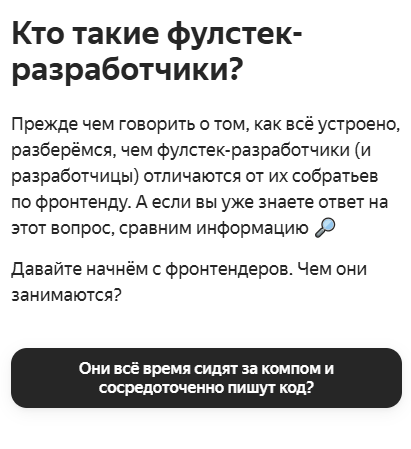 Кто такие фулстек-
разработчики?
Прежде чем говорить о том, как всё устроено,
разберёмся, чем фулстек-разработчики (и
разработчицы) отличаются от их собратьев
по фронтенду. А если вы уже знаете ответ на
этот вопрос, сравним информацию 🔎
Давайте начнём с фронтендеров. Чем они
занимаются?
Они всё время сидят за компом и
сосредоточенно пишут код?